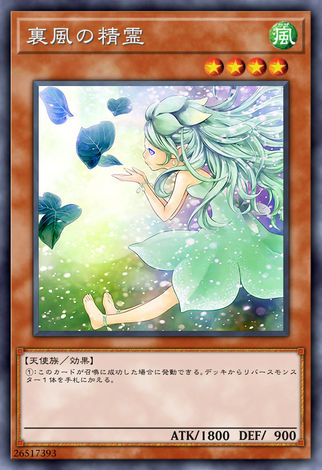 裏風の精霊
風
【天使族/効果】
①:このカードが召喚に成功した場合に発動できる。デッキからリバースモンス
ター1体を手札に加える。
ATK/1800 DEF/ 900
26517393